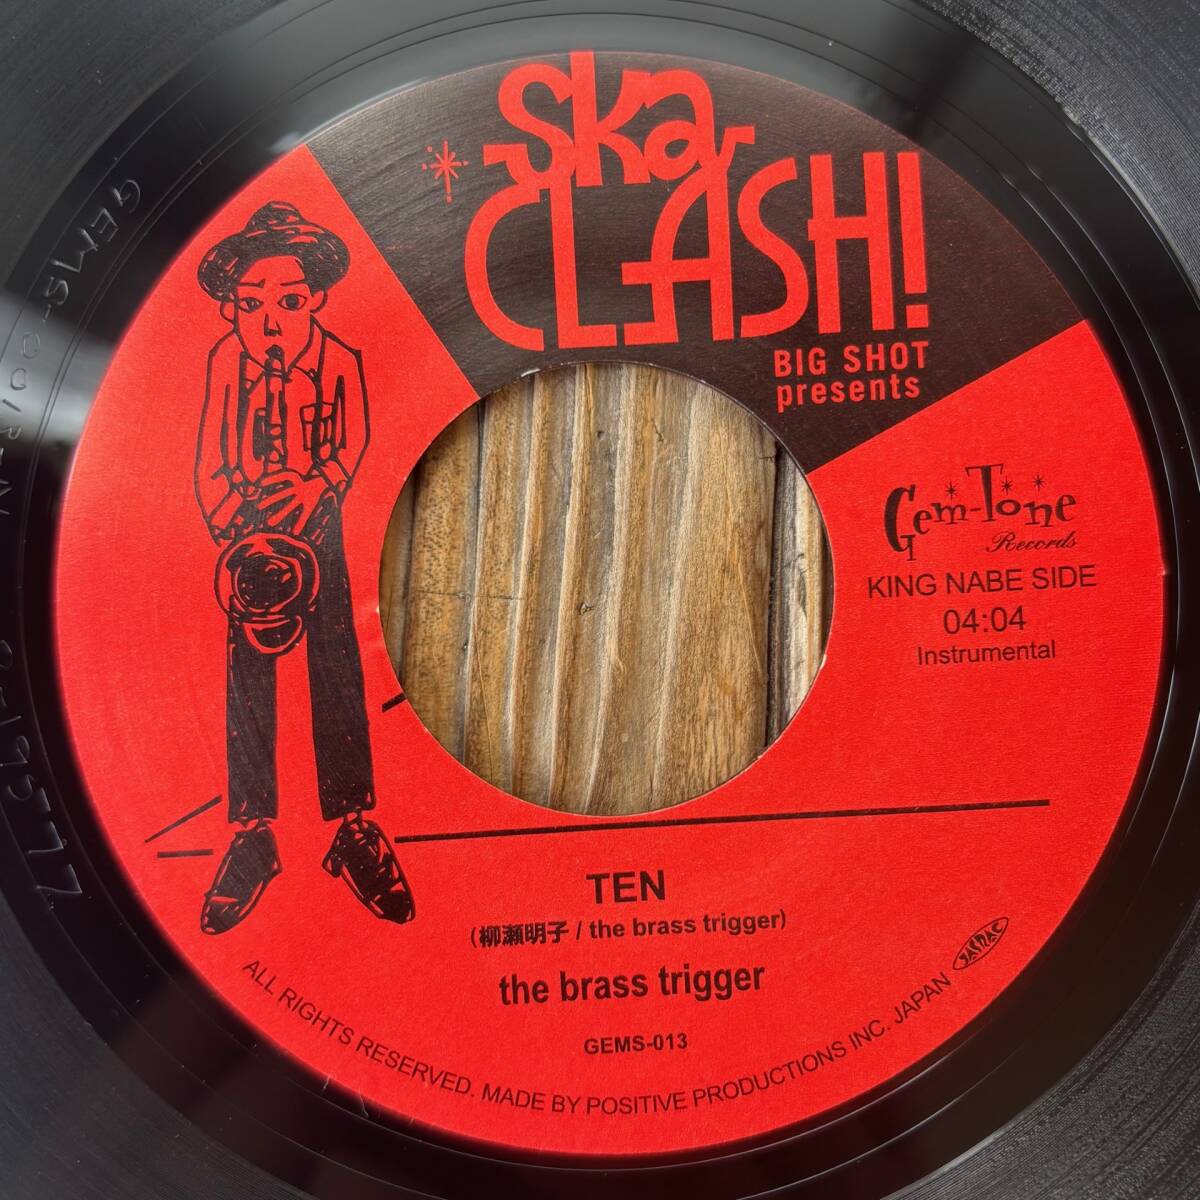 Ska
CLASH!
BIG SHOT
presents
Gem-Tone
Records
KING NABE SIDE
04:04
Instrumental
TEN
(柳瀬明子 / the brass trigger)
the brass trigger
GEMS-013
ALL RIGHTS RESERVED. MADE BY POSITIVE PRODUCTIONS INC. JAPAN
JASRAC